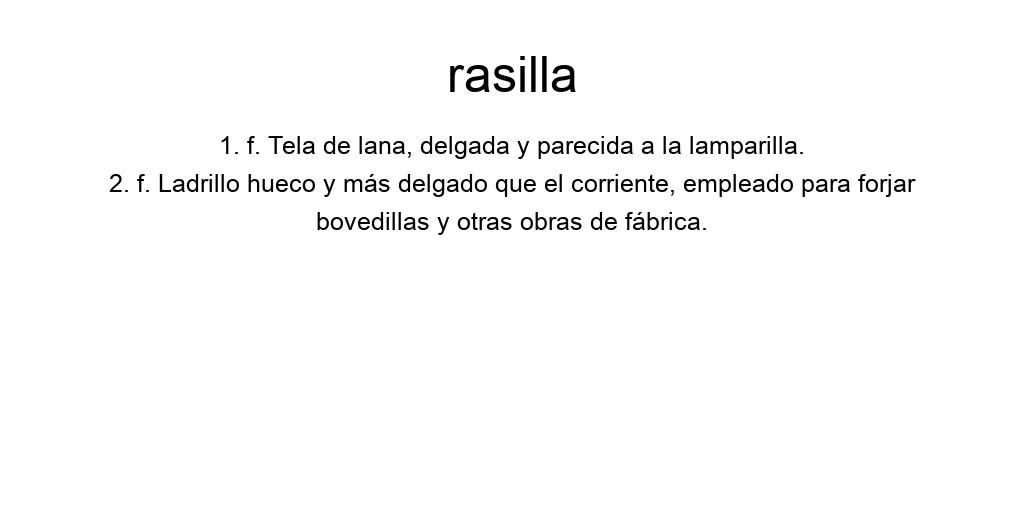 rasilla
1. f. Tela de lana, delgada y parecida a la lamparilla.
2. f. Ladrillo hueco y más delgado que el corriente, empleado para forjar
bovedillas y otras obras de fábrica.